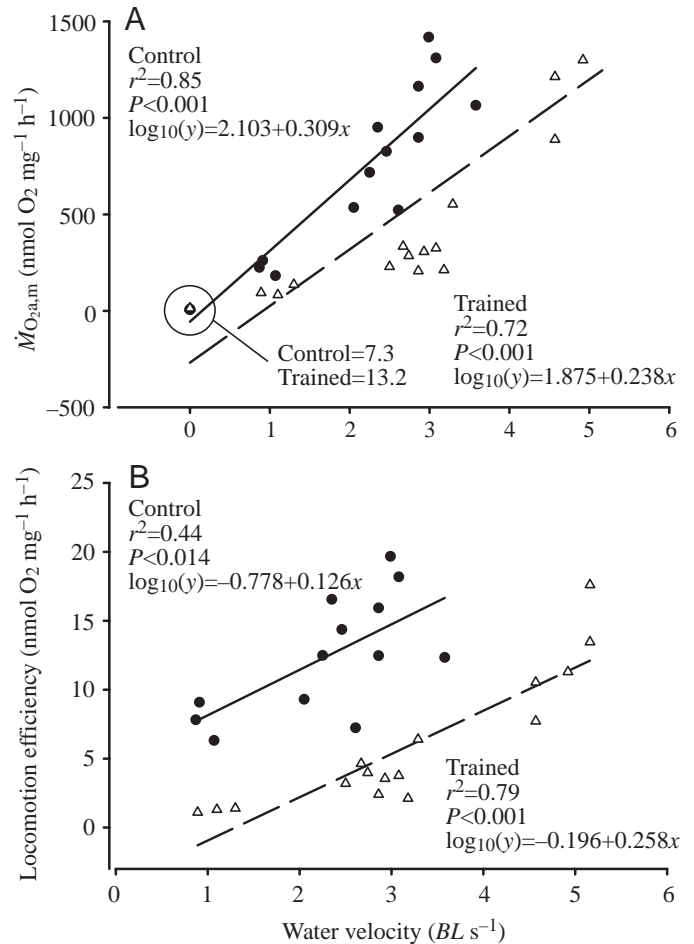 A
1500
1000
500
0
–500
Ṁ_{O₂a,m} (nmol O₂ mg⁻¹ h⁻¹)
Control
r²=0.85
P<0.001
log₁₀(y)=2.103+0.309x
Trained
r²=0.72
P<0.001
log₁₀(y)=1.875+0.238x
Control=7.3
Trained=13.2
0 1 2 3 4 5 6
B
25
20
15
10
5
0
Locomotion efficiency (nmol O₂ mg⁻¹ h⁻¹)
Control
r²=0.44
P<0.014
log₁₀(y)=–0.778+0.126x
Trained
r²=0.79
P<0.001
log₁₀(y)=–0.196+0.258x
0 1 2 3 4 5 6
Water velocity (BL s⁻¹)